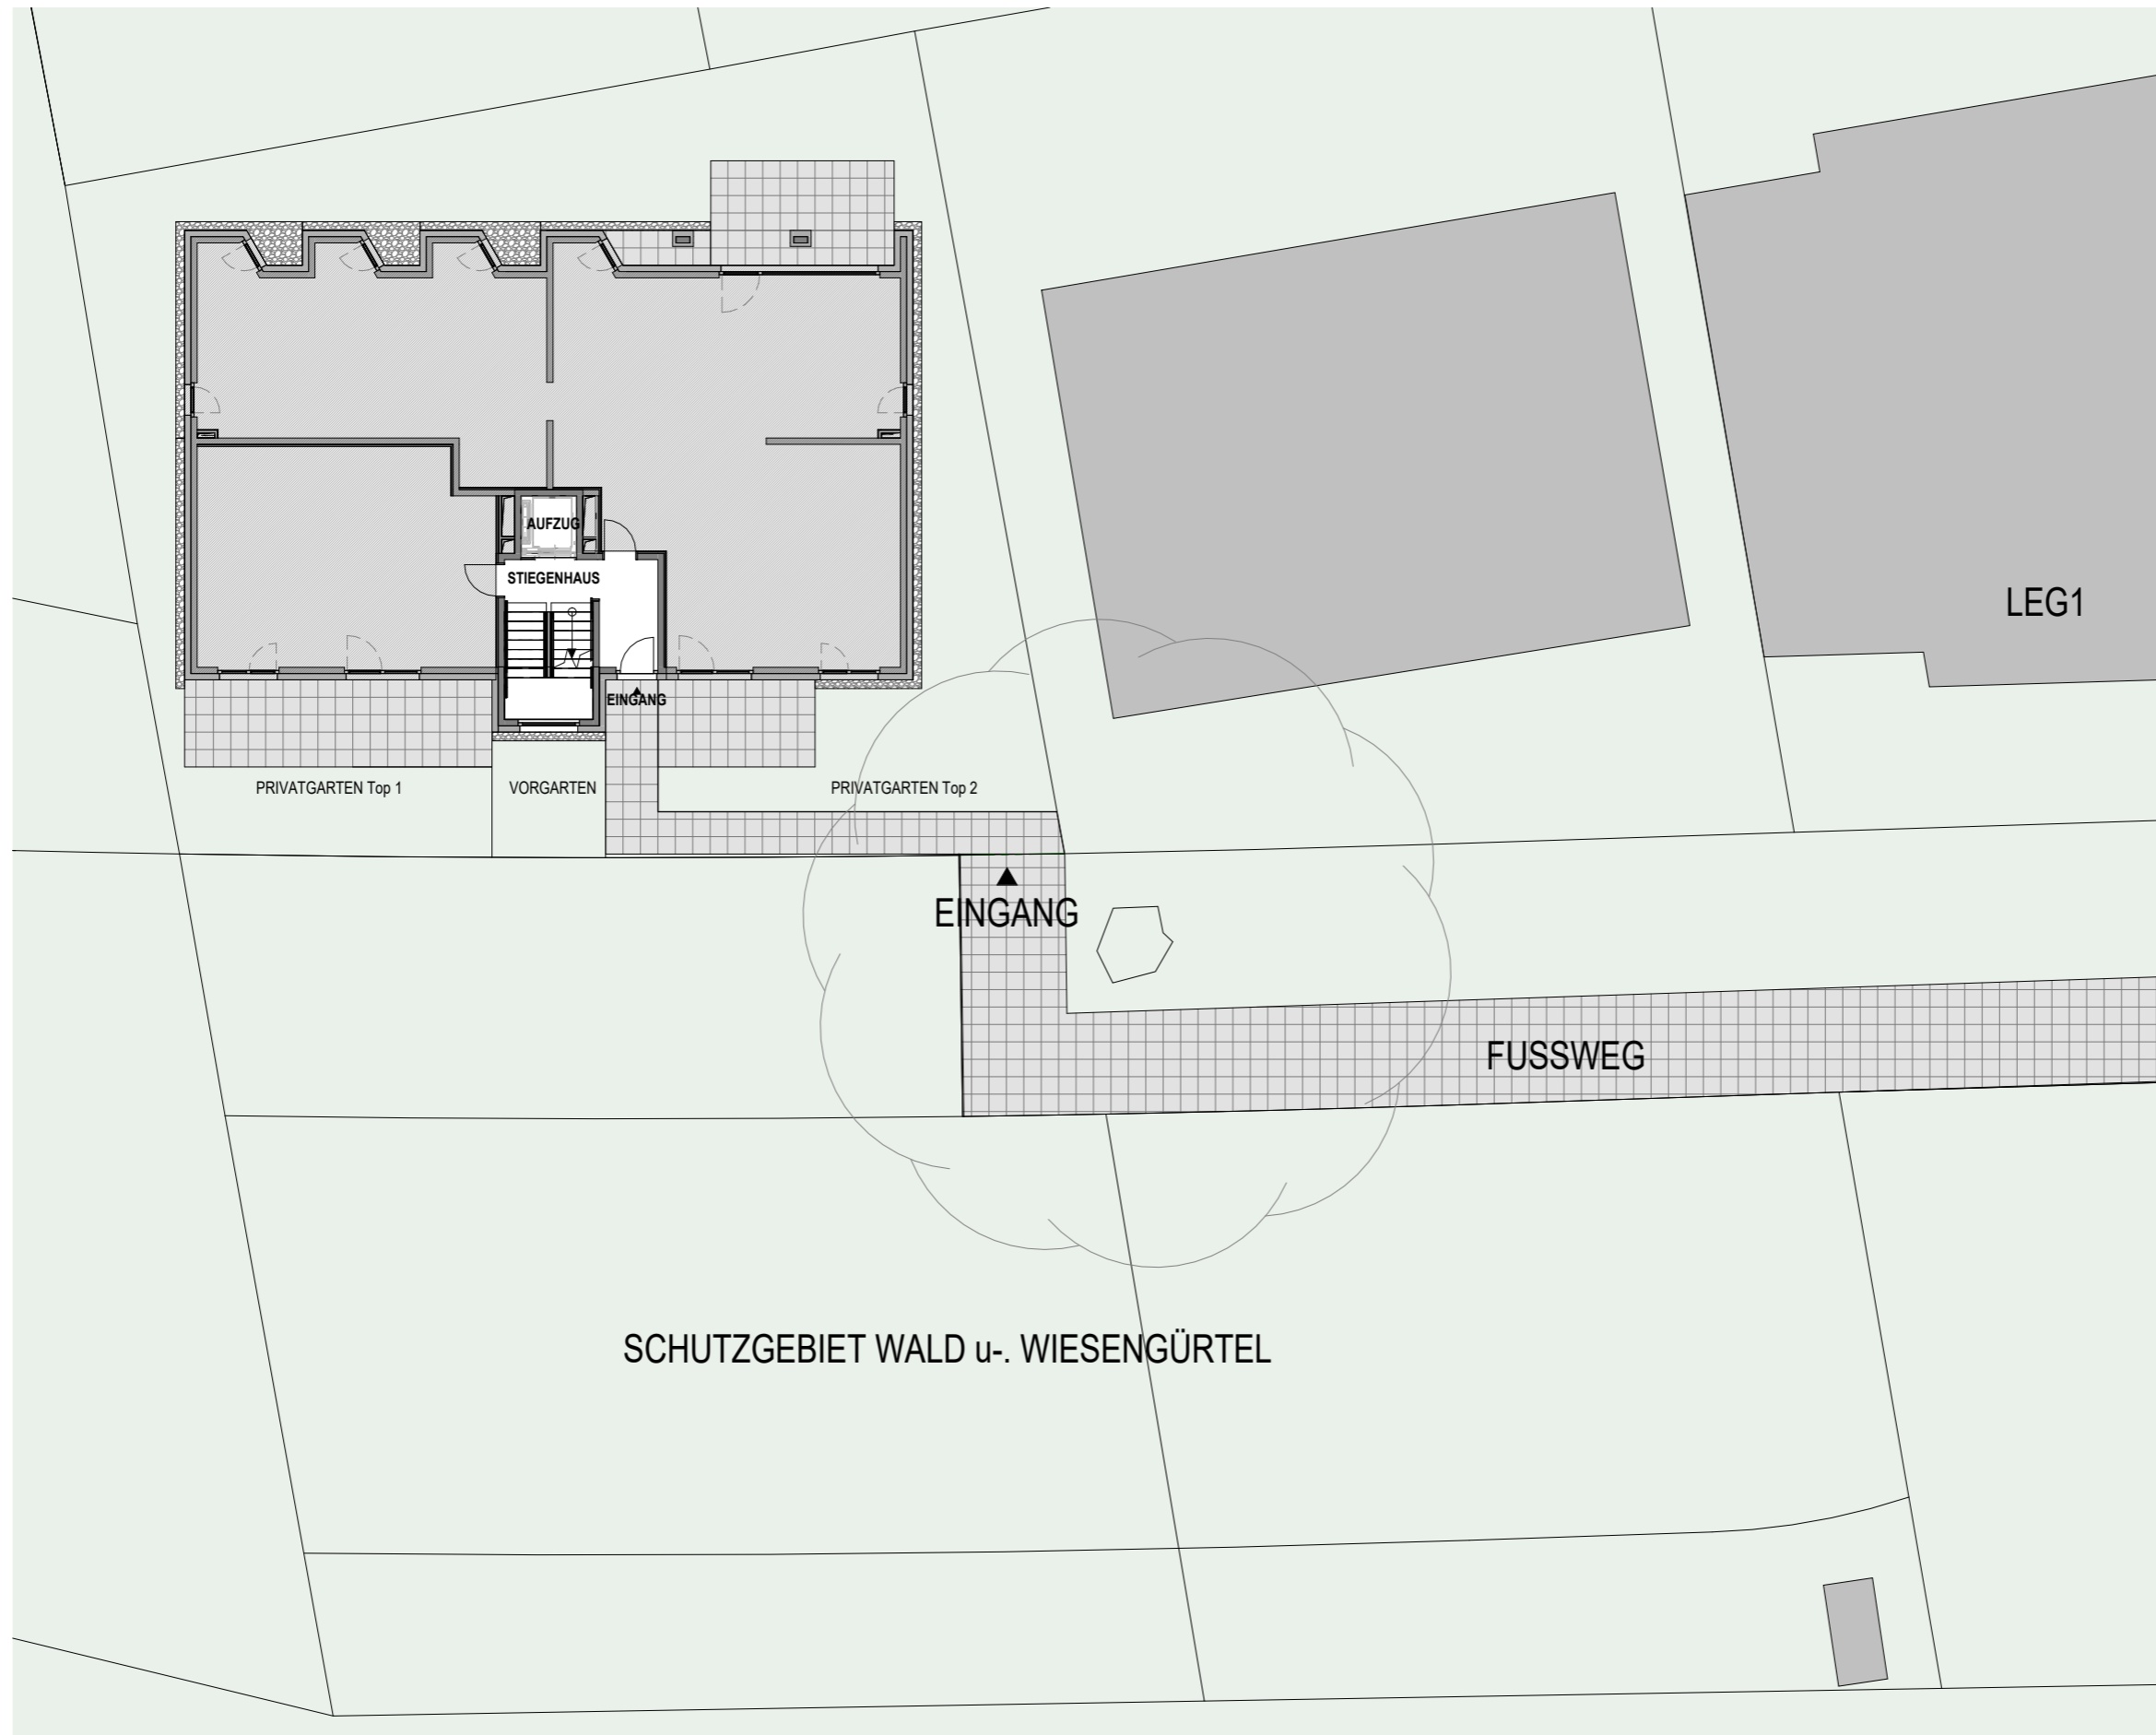 AUFZUG
STIEGENHAUS
LEG1
EINGANG
PRIVATGARTEN Top 1
VORGARTEN
PRIVATGARTEN Top 2
EINGANG
FUSSWEG
SCHUTZGEBIET WALD u-. WIESENGÜRTEL